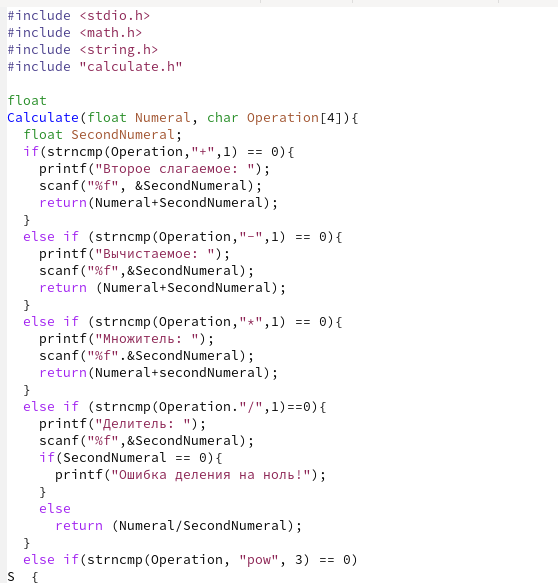 #include <stdio.h>
#include <math.h>
#include <string.h>
#include "calculate.h"

float
Calculate(float Numeral, char Operation[4]){
  float SecondNumeral;
  if(strncmp(Operation,"+",1) == 0){
    printf("Второе слагаемое: ");
    scanf("%f", &SecondNumeral);
    return(Numeral+SecondNumeral);
  }
  else if (strncmp(Operation,"-",1) == 0){
    printf("Вычистаемое: ");
    scanf("%f",&SecondNumeral);
    return (Numeral+SecondNumeral);
  }
  else if (strncmp(Operation,"*",1) == 0){
    printf("Множитель: ");
    scanf("%f".&SecondNumeral);
    return(Numeral+secondNumeral);
  }
  else if (strncmp(Operation."/",1)==0){
    printf("Делитель: ");
    scanf("%f",&SecondNumeral);
    if(SecondNumeral == 0){
      printf("Ошибка деления на ноль!");
    }
    else
      return (Numeral/SecondNumeral);
  }
  else if(strncmp(Operation, "pow", 3) == 0)
S  {